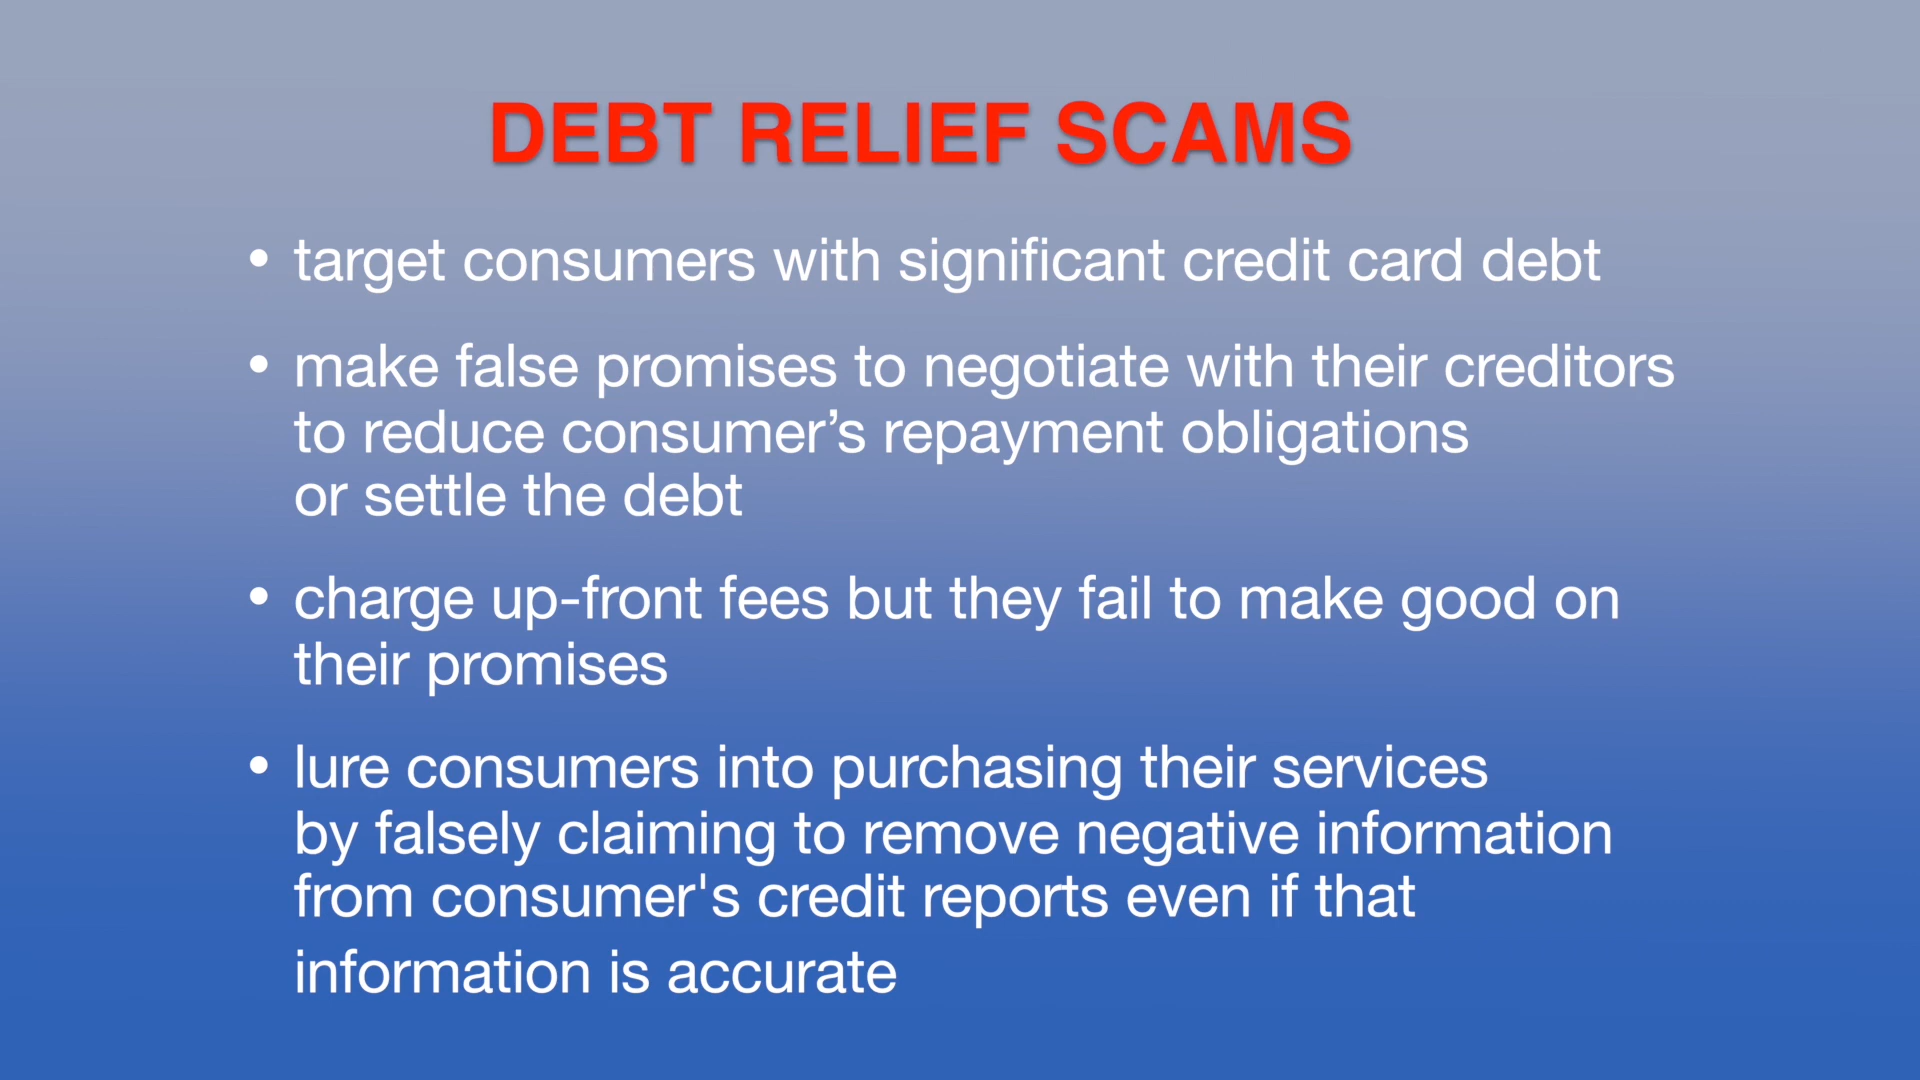 DEBT RELIEF SCAMS
• target consumers with significant credit card debt
• make false promises to negotiate with their creditors
to reduce consumer’s repayment obligations
or settle the debt
• charge up-front fees but they fail to make good on
their promises
• lure consumers into purchasing their services
by falsely claiming to remove negative information
from consumer's credit reports even if that
information is accurate